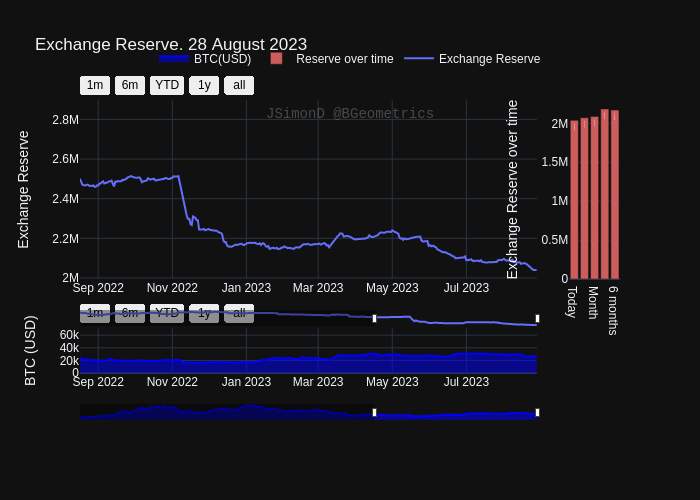 Exchange Reserve. 28 August 2023
BTC(USD) Reserve over time Exchange Reserve
1m 6m YTD 1y all
JSimonD @BGeometrics
Exchange Reserve
2.8M
2.6M
2.4M
2.2M
2M
Sep 2022 Nov 2022 Jan 2023 Mar 2023 May 2023 Jul 2023
Exchange Reserve over time
2M
1.5M
1M
0.5M
0
Today
Month
6 months
1m 6m YTD 1y all
BTC (USD)
60k
40k
20k
0
Sep 2022 Nov 2022 Jan 2023 Mar 2023 May 2023 Jul 2023